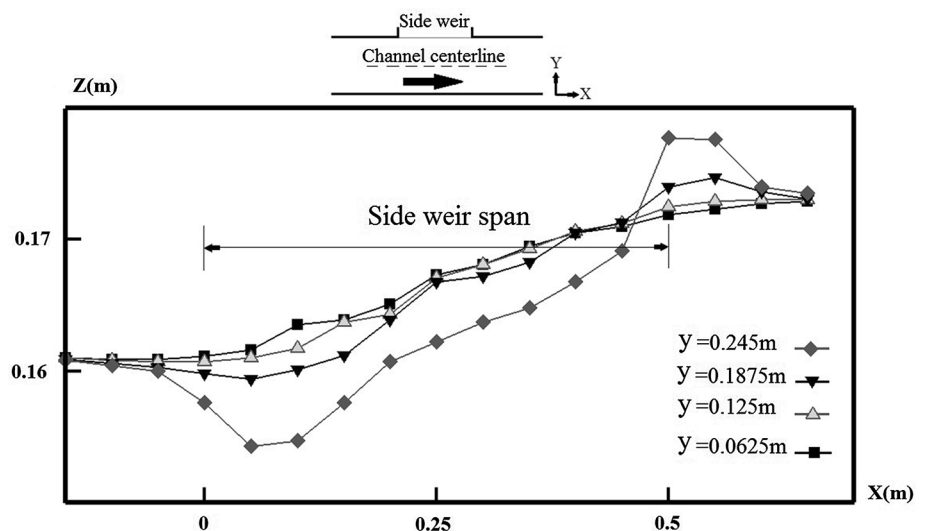 Side weir
Channel centerline
Y
X
Z(m)
Side weir span
0.17
0.16
y=0.245m
y=0.1875m
y=0.125m
y=0.0625m
X(m)
0
0.25
0.5